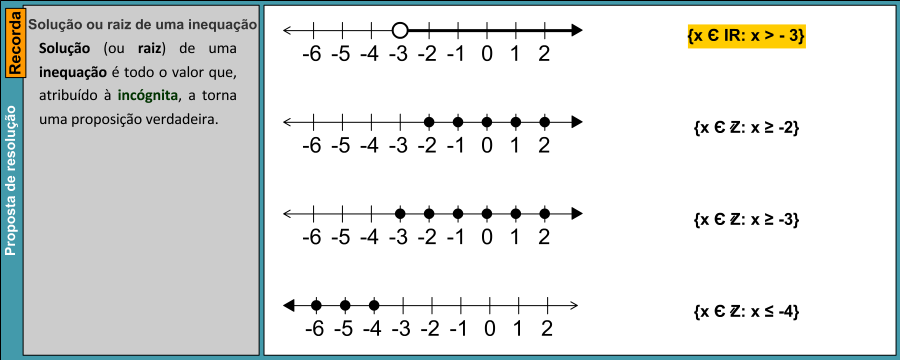 Recorda
Proposta de resolução
Solução ou raiz de uma inequação
Solução (ou raiz) de uma
inequação é todo o valor que,
atribuído à incógnita, a torna
uma proposição verdadeira.
-6 -5 -4 -3 -2 -1 0 1 2
{x Є IR: x > - 3}
-6 -5 -4 -3 -2 -1 0 1 2
{x Є ℤ: x ≥ -2}
-6 -5 -4 -3 -2 -1 0 1 2
{x Є ℤ: x ≥ -3}
-6 -5 -4 -3 -2 -1 0 1 2
{x Є ℤ: x ≤ -4}